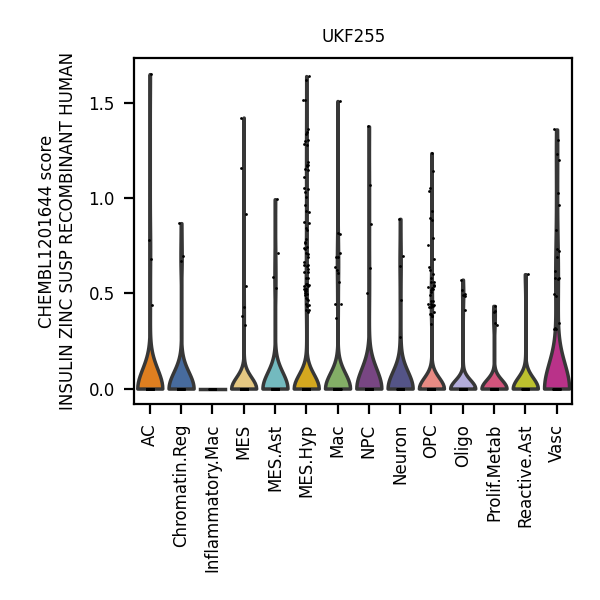 UKF255
CHEMBL1201644 score
INSULIN ZINC SUSP RECOMBINANT HUMAN
1.5
1.0
0.5
0.0
AC
Chromatin.Reg
Inflammatory.Mac
MES
MES.Ast
MES.Hyp
Mac
NPC
Neuron
OPC
Oligo
Prolif.Metab
Reactive.Ast
Vasc